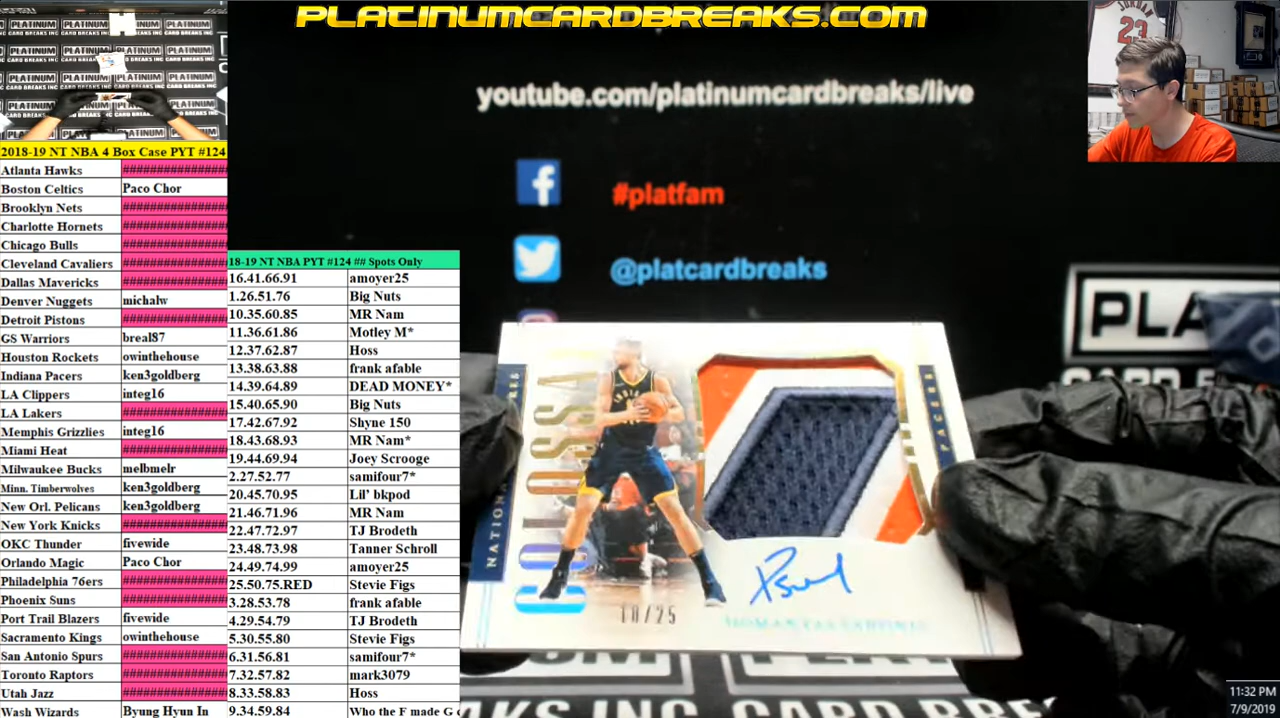 PLATINUMCARDBREAKS.COM
youtube.com/platinumcardbreaks/live
#platfam
@platcardbreaks
JORDAN
23
2018-19 NT NBA 4 Box Case PYT #124
Atlanta Hawks ################
Boston Celtics Paco Chor
Brooklyn Nets ################
Charlotte Hornets ################
Chicago Bulls ################
Cleveland Cavaliers ################
Dallas Mavericks ################
Denver Nuggets michalw
Detroit Pistons ################
GS Warriors breal87
Houston Rockets owinthehouse
Indiana Pacers ken3goldberg
LA Clippers integ16
LA Lakers ################
Memphis Grizzlies integ16
Miami Heat ################
Milwaukee Bucks melbmelr
Minn. Timberwolves ken3goldberg
New Orl. Pelicans ken3goldberg
New York Knicks ################
OKC Thunder fivewide
Orlando Magic Paco Chor
Philadelphia 76ers ################
Phoenix Suns ################
Port Trail Blazers fivewide
Sacramento Kings owinthehouse
San Antonio Spurs ################
Toronto Raptors ################
Utah Jazz ################
Wash Wizards Byung Hyun In
18-19 NT NBA PYT #124 ## Spots Only
16.41.66.91 amoyer25
1.26.51.76 Big Nuts
10.35.60.85 MR Nam
11.36.61.86 Motley M*
12.37.62.87 Hoss
13.38.63.88 frank afable
14.39.64.89 DEAD MONEY*
15.40.65.90 Big Nuts
17.42.67.92 Shyne 150
18.43.68.93 MR Nam*
19.44.69.94 Joey Scrooge
2.27.52.77 samifour7*
20.45.70.95 Lil' bkpod
21.46.71.96 MR Nam
22.47.72.97 TJ Brodeth
23.48.73.98 Tanner Schroll
24.49.74.99 amoyer25
25.50.75.RED Stevie Figs
3.28.53.78 frank afable
4.29.54.79 TJ Brodeth
5.30.55.80 Stevie Figs
6.31.56.81 samifour7*
7.32.57.82 mark3079
8.33.58.83 Hoss
9.34.59.84 Who the F made G
COLOSSA
NATION
PACERS
18/25
11:32 PM
7/9/2019